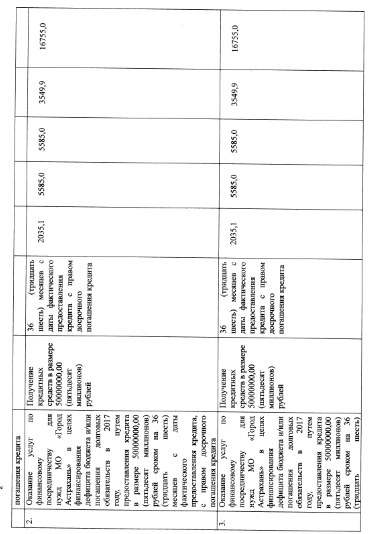 погашения кредита
2.
Оказание услуг по
финансовому
посредничеству для
нужд МО «Город
Астрахань» в целях
финансирования
дефицита бюджета и/или
погашения долговых
обязательств в 2017
году, путем
предоставления кредита
в размере 50000000,00
(пятьдесят миллионов)
рублей сроком на 36
(тридцать шесть)
месяцев с даты
фактического
предоставления кредита,
с правом досрочного
погашения кредита
Получение
кредитных
средств в размере
50000000,00
(пятьдесят
миллионов)
рублей
36 (тридцать
шесть) месяцев с
даты фактического
предоставления
кредита с правом
досрочного
погашения кредита
2035,1
5585,0
5585,0
3549,9
16755,0
3.
Оказание услуг по
финансовому
посредничеству для
нужд МО «Город
Астрахань» в целях
финансирования
дефицита бюджета и/или
погашения долговых
обязательств в 2017
году, путем
предоставления кредита
в размере 50000000,00
(пятьдесят миллионов)
рублей сроком на 36
(тридцать шесть)
Получение
кредитных
средств в размере
50000000,00
(пятьдесят
миллионов)
рублей
36 (тридцать
шесть) месяцев с
даты фактического
предоставления
кредита с правом
досрочного
погашения кредита
2035,1
5585,0
5585,0
3549,9
16755,0